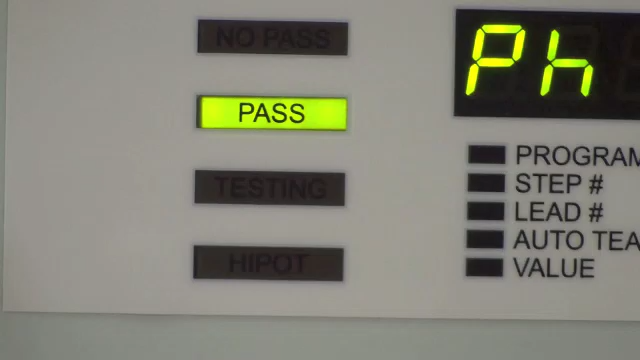 NO PASS
PASS
TESTING
HIPOT
Ph
PROGRAM
STEP #
LEAD #
AUTO TEA
VALUE